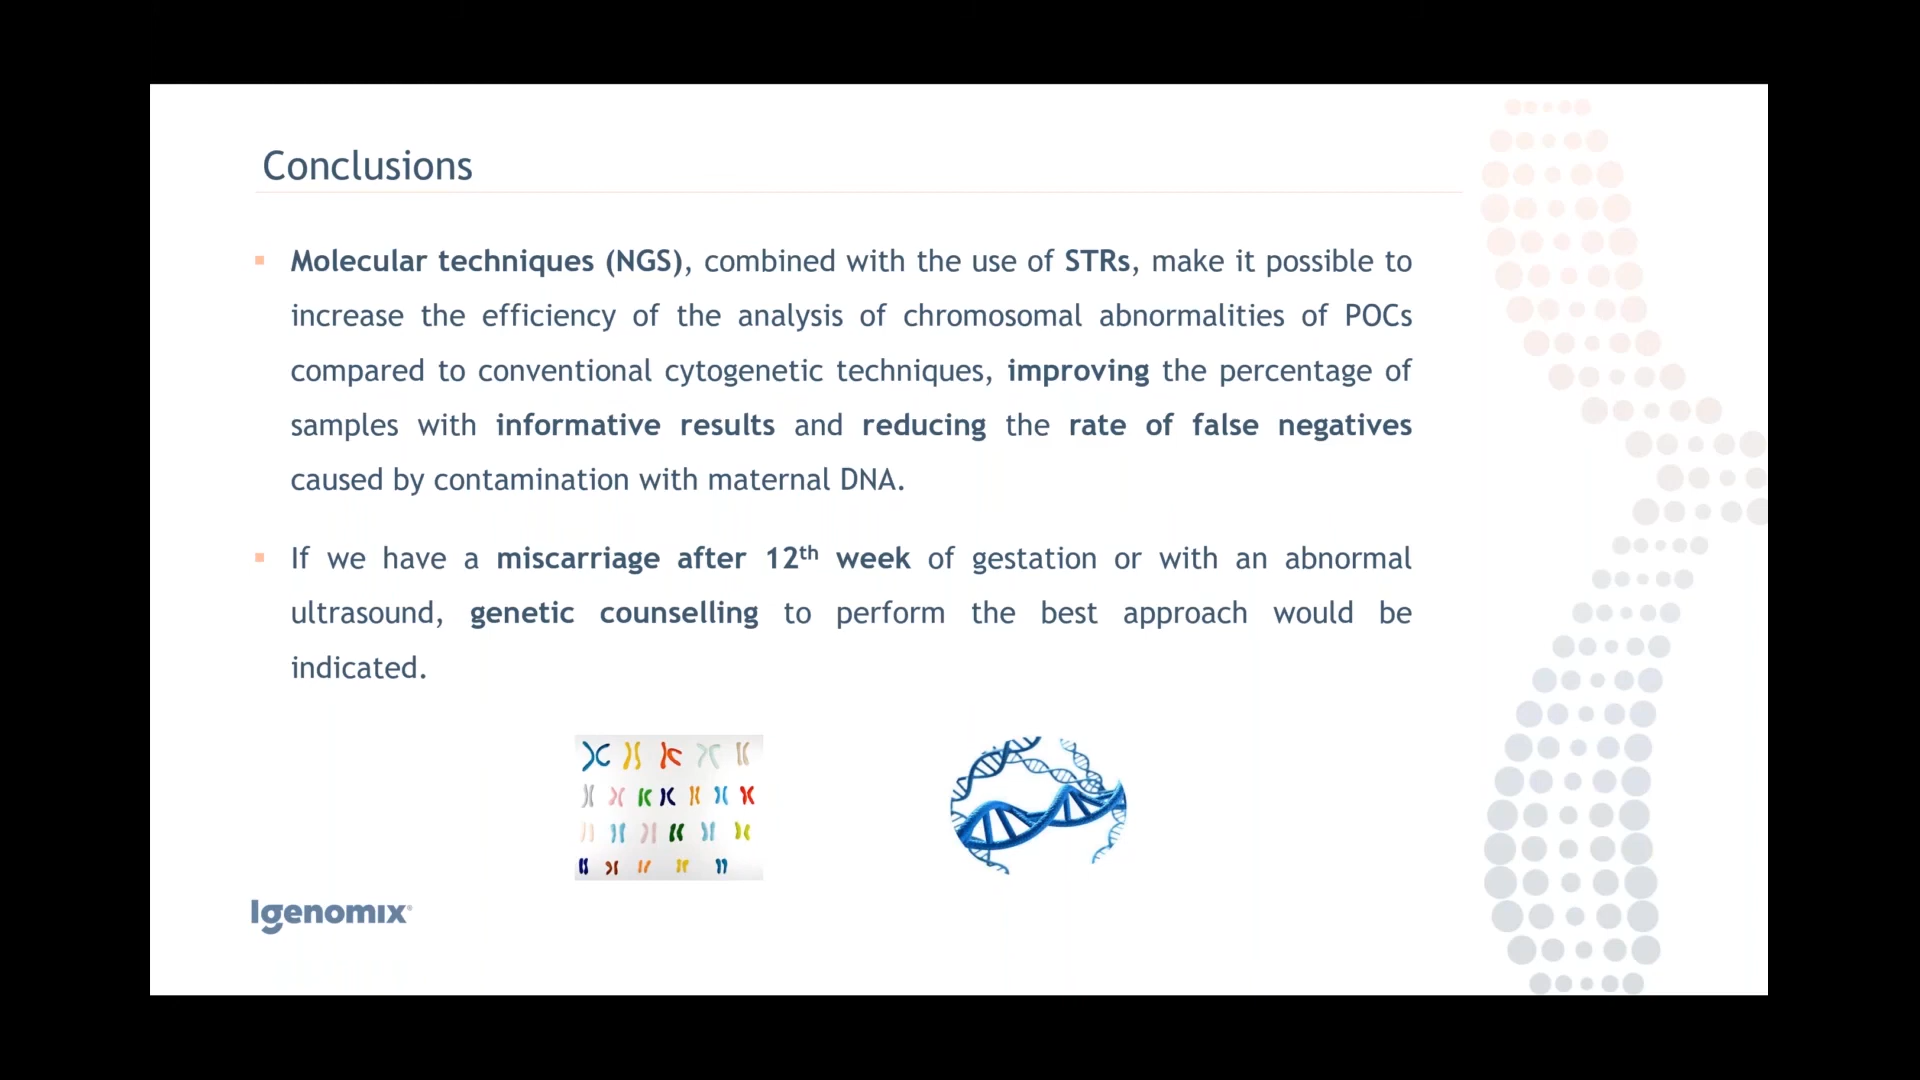 Conclusions
▪ Molecular techniques (NGS), combined with the use of STRs, make it possible to
increase the efficiency of the analysis of chromosomal abnormalities of POCs
compared to conventional cytogenetic techniques, improving the percentage of
samples with informative results and reducing the rate of false negatives
caused by contamination with maternal DNA.
▪ If we have a miscarriage after 12th week of gestation or with an abnormal
ultrasound, genetic counselling to perform the best approach would be
indicated.
Igenomix®